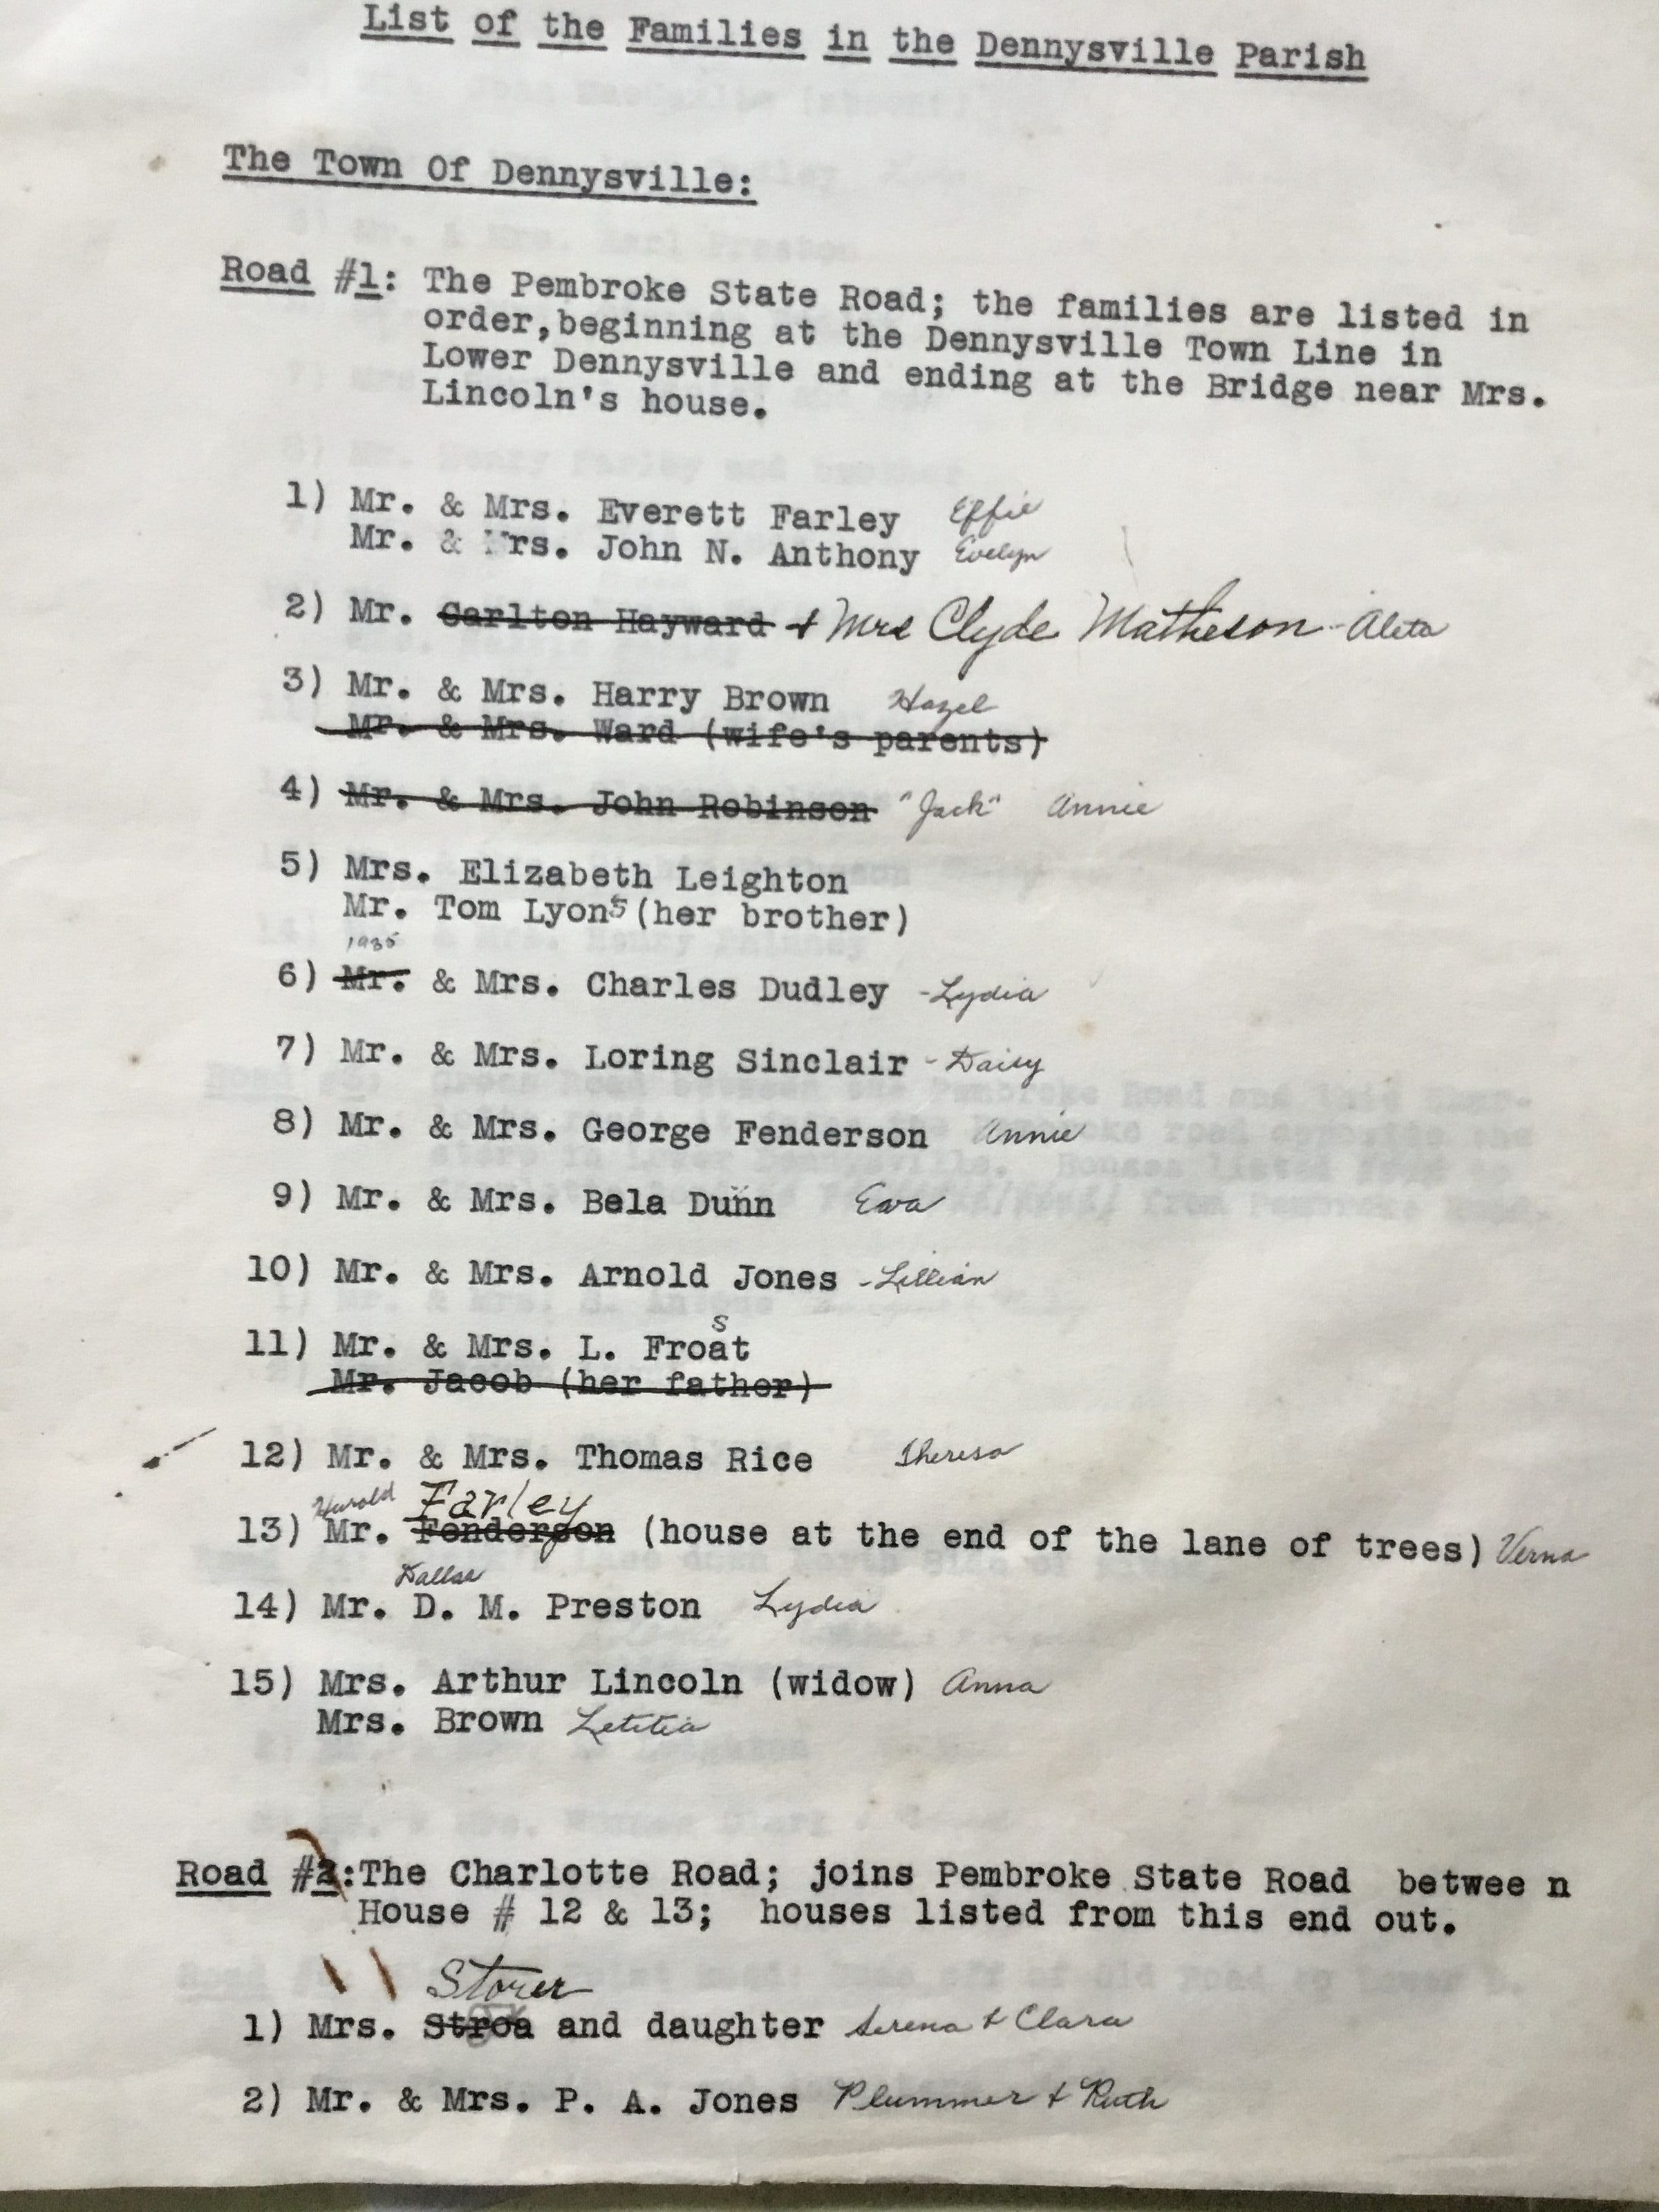 List of the Families in the Dennysville Parish
The Town Of Dennysville:
Road #1: The Pembroke State Road; the families are listed in
order,beginning at the Dennysville Town Line in
Lower Dennysville and ending at the Bridge near Mrs.
Lincoln's house.
1) Mr. & Mrs. Everett Farley Effie
Mr. & Mrs. John N. Anthony Evelyn
2) Mr. Carlton Hayward + Mrs Clyde Matheson - Aleta
3) Mr. & Mrs. Harry Brown Hazel
Mr. & Mrs. Ward (wife's parents)
4) Mr. & Mrs. John Robinson "Jack" Annie
5) Mrs. Elizabeth Leighton
Mr. Tom Lyons (her brother)
1935
6) Mr. & Mrs. Charles Dudley - Lydia
7) Mr. & Mrs. Loring Sinclair - Daisy
8) Mr. & Mrs. George Fenderson Annie
9) Mr. & Mrs. Bela Dunn Eva
10) Mr. & Mrs. Arnold Jones - Lillian
s
11) Mr. & Mrs. L. Froat
Mr. Jacob (her father)
12) Mr. & Mrs. Thomas Rice Theresa
Harold Farley
13) Mr. Fenderson (house at the end of the lane of trees) Verna
Dallas
14) Mr. D. M. Preston Lydia
15) Mrs. Arthur Lincoln (widow) Anna
Mrs. Brown Letitia
Road #2:The Charlotte Road; joins Pembroke State Road betwee n
House # 12 & 13; houses listed from this end out.
Storer
1) Mrs. Stroa and daughter Serena & Clara
2) Mr. & Mrs. P. A. Jones Plummer & Ruth